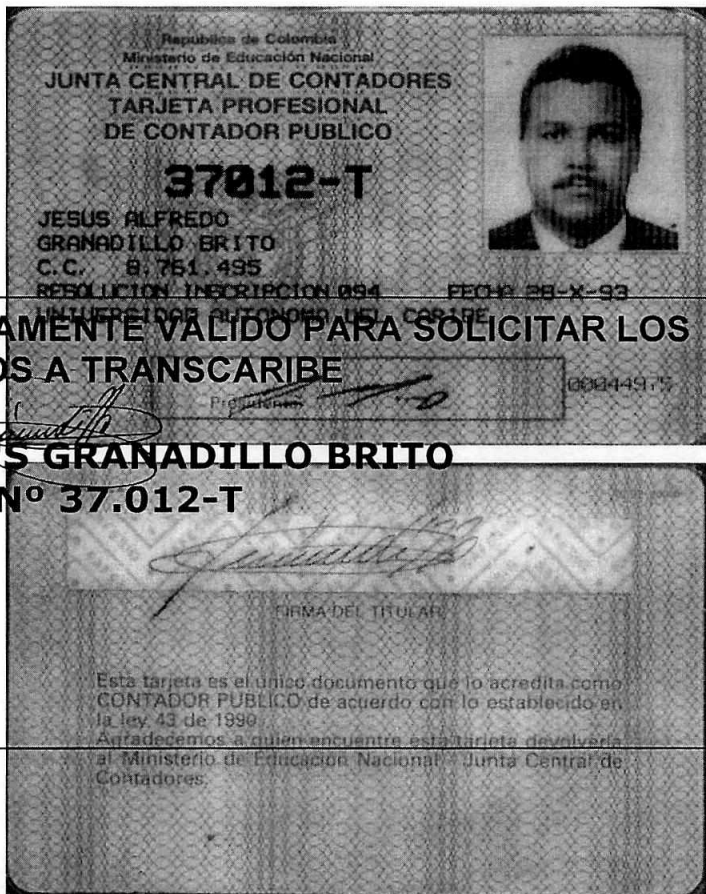 República de Colombia
Ministerio de Educación Nacional
JUNTA CENTRAL DE CONTADORES
TARJETA PROFESIONAL
DE CONTADOR PUBLICO
37012-T
JESUS ALFREDO
GRANADILLO BRITO
C.C. 8.761.495
RESOLUCION INSCRIPCION 094 FECHA 28-X-93
UNIVERSIDAD AUTONOMA DEL CARIBE
AMENTE VALIDO PARA SOLICITAR LOS
OS A TRANSCARIBE
Presidente
00044975
S GRANADILLO BRITO
Nº 37.012-T
FIRMA DEL TITULAR
Esta tarjeta es el único documento que lo acredita como
CONTADOR PUBLICO de acuerdo con lo establecido en
la ley 43 de 1990.
Agradecemos a quien encuentre esta tarjeta devolverla
al Ministerio de Educación Nacional - Junta Central de
Contadores.